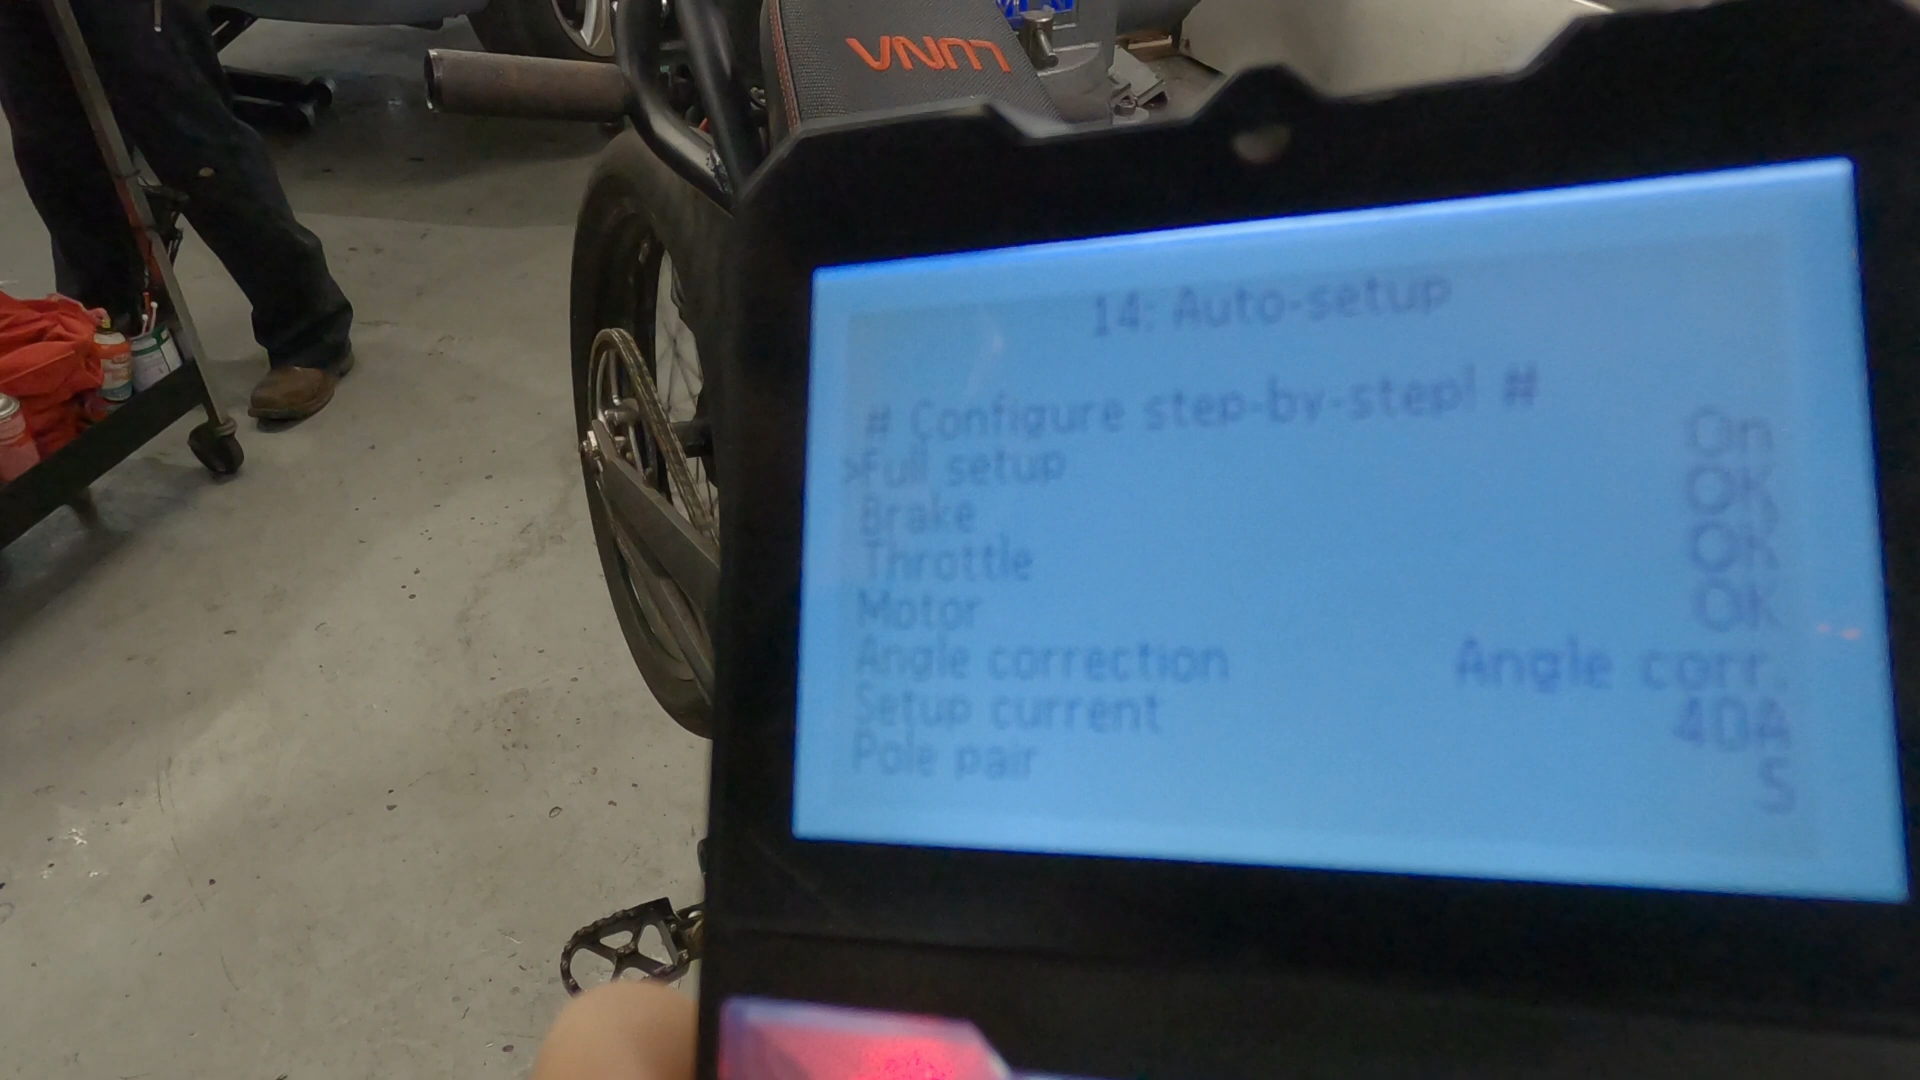 LUNA
14: Auto-setup
# Configure step-by-step! #
>Full setup On
Brake OK
Throttle OK
Motor OK
Angle correction Angle corr.
Setup current 40A
Pole pair 5